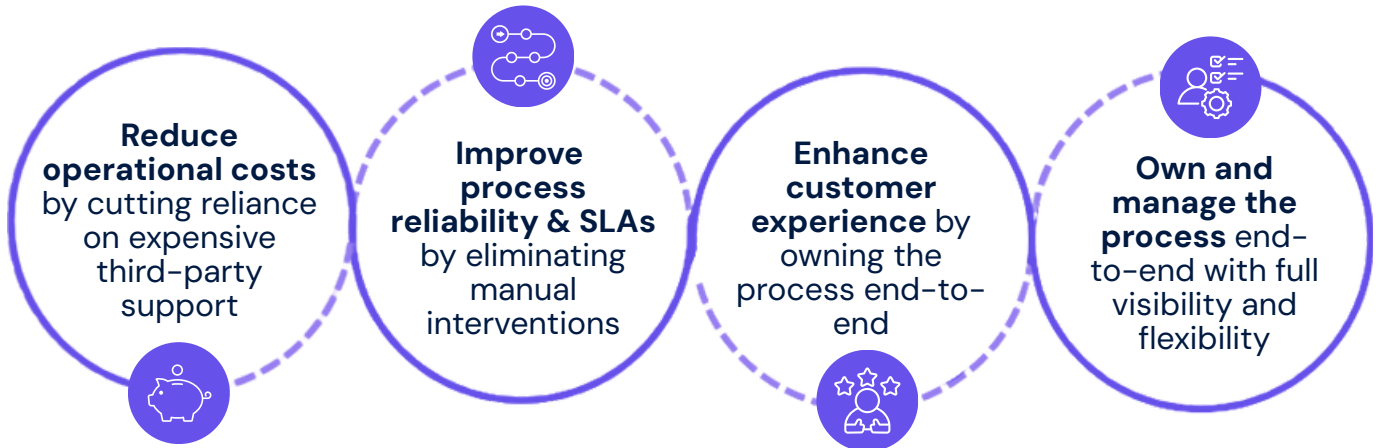 Reduce
operational costs
by cutting reliance
on expensive
third-party
support
Improve
process
reliability & SLAs
by eliminating
manual
interventions
Enhance
customer
experience by
owning the
process end-to-
end
Own and
manage the
process end-
to-end with full
visibility and
flexibility